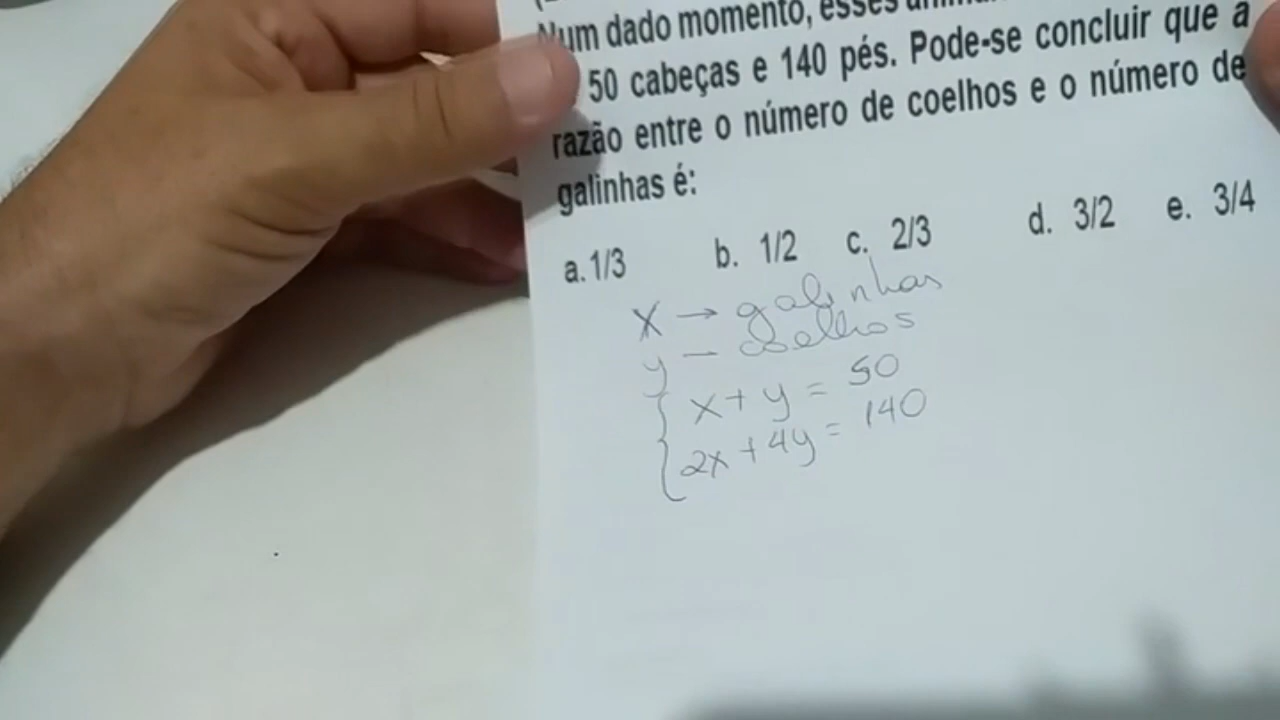 Num dado momento, esses
50 cabeças e 140 pés. Pode-se concluir que a
razão entre o número de coelhos e o número de
galinhas é:
a. 1/3 b. 1/2 c. 2/3 d. 3/2 e. 3/4
x → galinhas
y – coelhos
x + y = 50
2x + 4y = 140